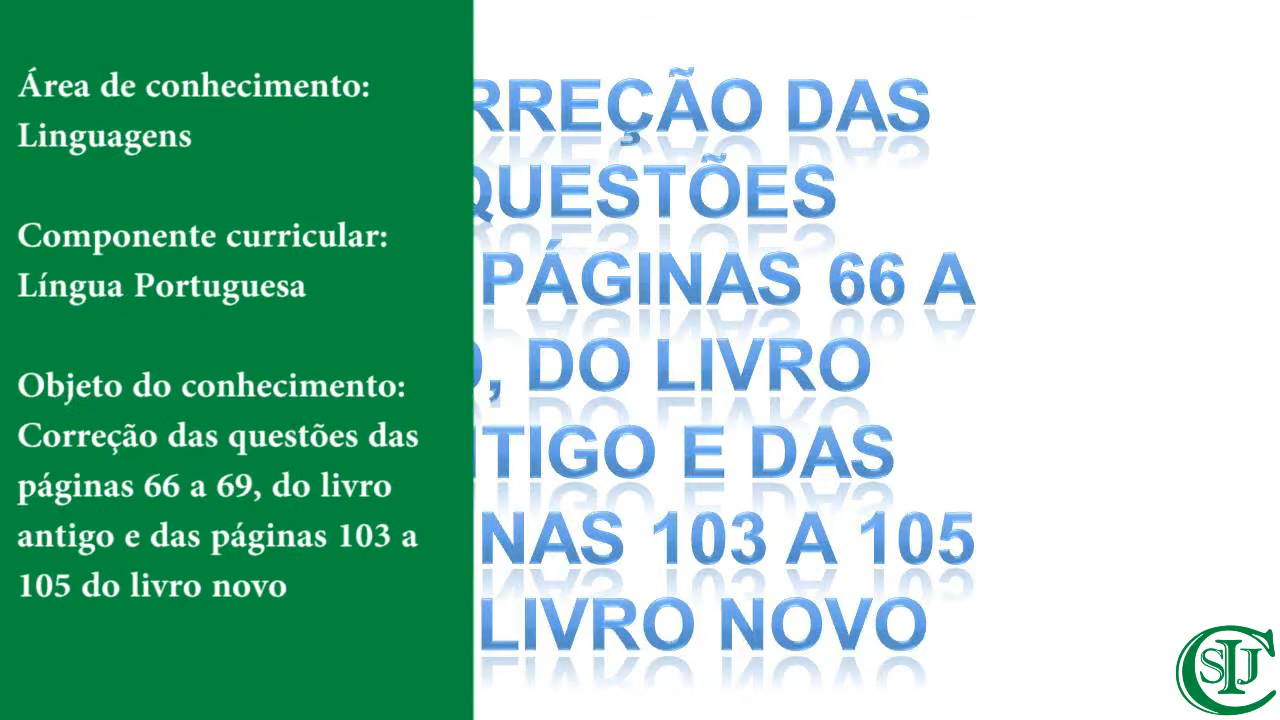 Área de conhecimento:
Linguagens
Componente curricular:
Língua Portuguesa
Objeto do conhecimento:
Correção das questões das
páginas 66 a 69, do livro
antigo e das páginas 103 a
105 do livro novo
RREÇÃO DAS
QUESTÕES
PÁGINAS 66 A
, DO LIVRO
TIGO E DAS
NAS 103 A 105
LIVRO NOVO